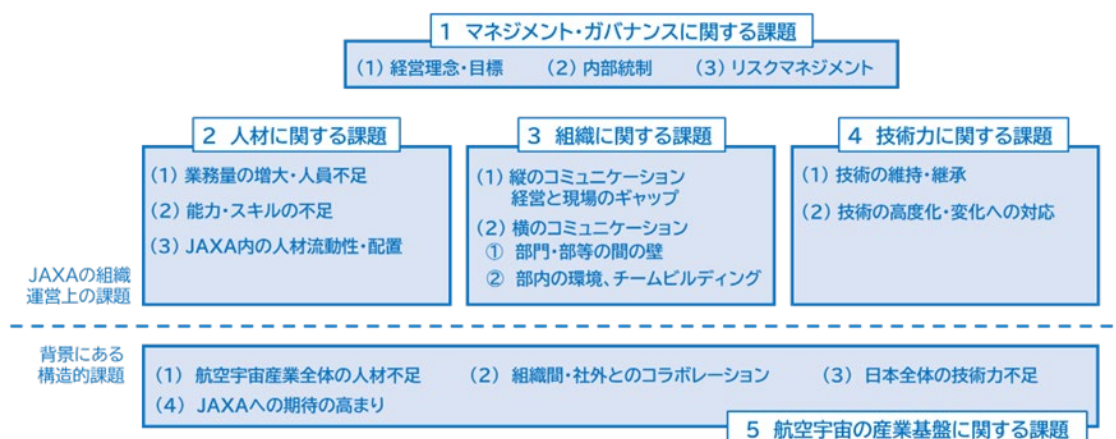 1 マネジメント・ガバナンスに関する課題
(1) 経営理念・目標 (2) 内部統制 (3) リスクマネジメント
2 人材に関する課題
(1) 業務量の増大・人員不足
(2) 能力・スキルの不足
(3) JAXA内の人材流動性・配置
3 組織に関する課題
(1) 縦のコミュニケーション
経営と現場のギャップ
(2) 横のコミュニケーション
① 部門・部等の間の壁
② 部内の環境、チームビルディング
4 技術力に関する課題
(1) 技術の維持・継承
(2) 技術の高度化・変化への対応
JAXAの組織
運営上の課題
背景にある
構造的課題
(1) 航空宇宙産業全体の人材不足 (2) 組織間・社外とのコラボレーション (3) 日本全体の技術力不足
(4) JAXAへの期待の高まり
5 航空宇宙の産業基盤に関する課題